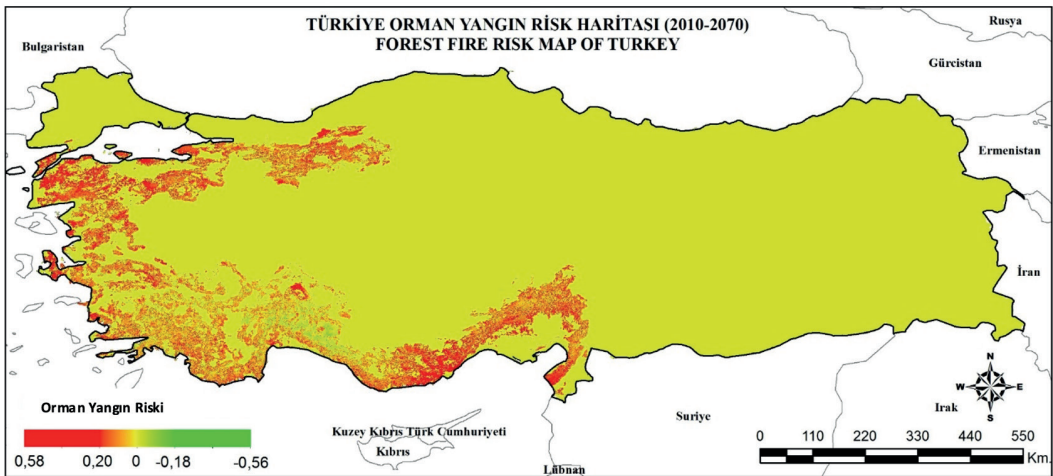 TÜRKİYE ORMAN YANGIN RİSK HARİTASI (2010-2070)
FOREST FIRE RISK MAP OF TURKEY
Bulgaristan
Rusya
Gürcistan
Ermenistan
İran
Irak
Suriye
Lübnan
Kuzey Kıbrıs Türk Cumhuriyeti
Kıbrıs
Orman Yangın Riski
0,58 0,20 0 -0,18 -0,56
N
W E
S
0 110 220 330 440 550
Km.